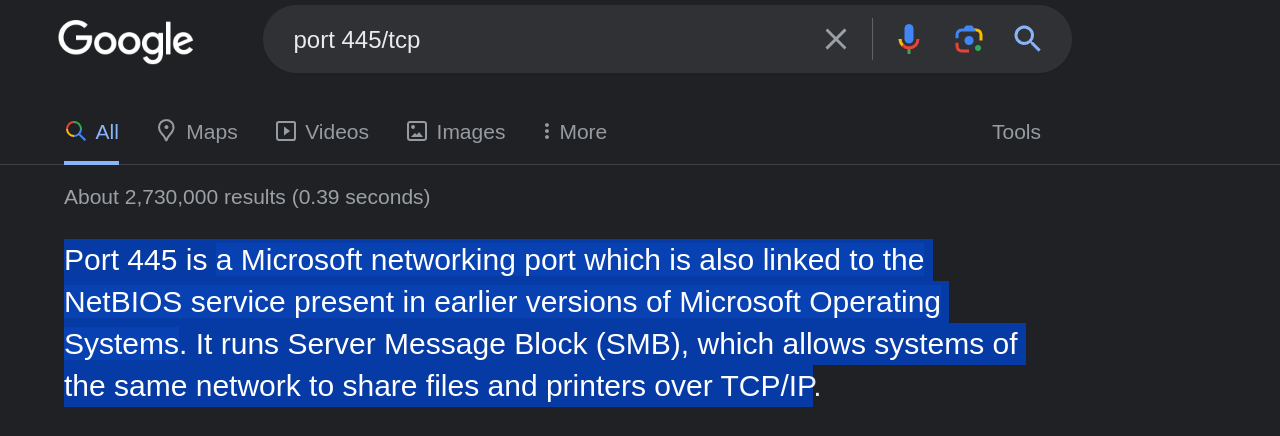 Google
port 445/tcp
All
Maps
Videos
Images
More
Tools
About 2,730,000 results (0.39 seconds)
Port 445 is a Microsoft networking port which is also linked to the
NetBIOS service present in earlier versions of Microsoft Operating
Systems. It runs Server Message Block (SMB), which allows systems of
the same network to share files and printers over TCP/IP.